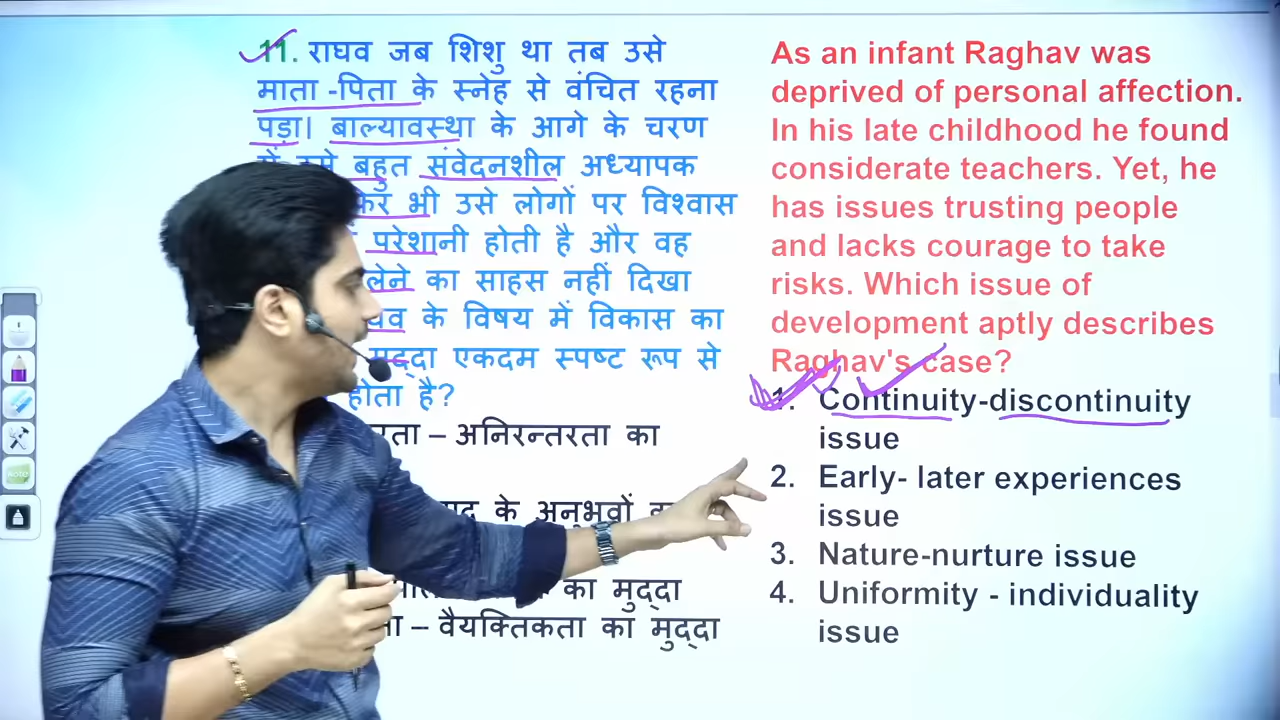 11. राघव जब शिशु था तब उसे
माता -पिता के स्नेह से वंचित रहना
पड़ा। बाल्यावस्था के आगे के चरण
बहुत संवेदनशील अध्यापक
भी उसे लोगों पर विश्वास
परेशानी होती है और वह
लेने का साहस नहीं दिखा
के विषय में विकास का
मुद्दा एकदम स्पष्ट रूप से
होता है?
– अनिरन्तरता का
के अनुभवों
का मुद्दा
– वैयक्तिकता का मुद्दा
As an infant Raghav was
deprived of personal affection.
In his late childhood he found
considerate teachers. Yet, he
has issues trusting people
and lacks courage to take
risks. Which issue of
development aptly describes
Raghav's case?
1. Continuity-discontinuity
issue
2. Early- later experiences
issue
3. Nature-nurture issue
4. Uniformity - individuality
issue